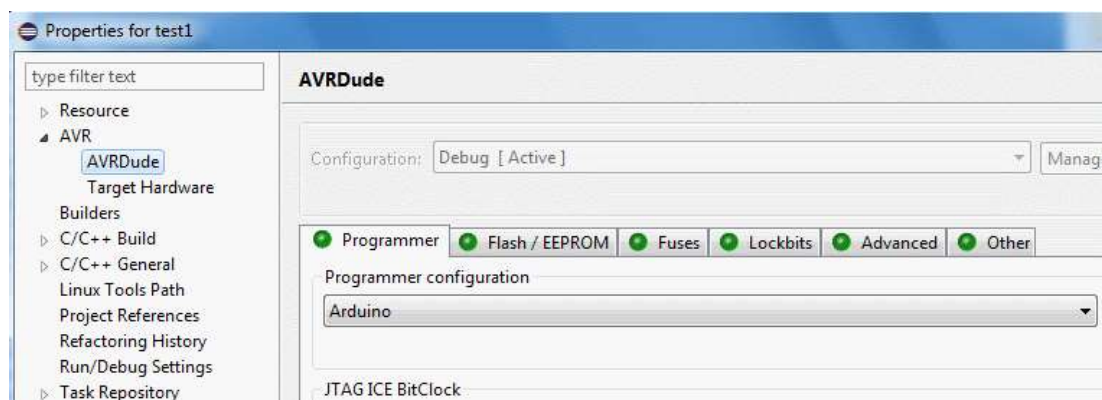 Properties for test1
type filter text
Resource
AVR
AVRDude
Target Hardware
Builders
C/C++ Build
C/C++ General
Linux Tools Path
Project References
Refactoring History
Run/Debug Settings
Task Repository
AVRDude
Configuration: Debug [ Active ] Manag
Programmer Flash / EEPROM Fuses Lockbits Advanced Other
Programmer configuration
Arduino
JTAG ICE BitClock